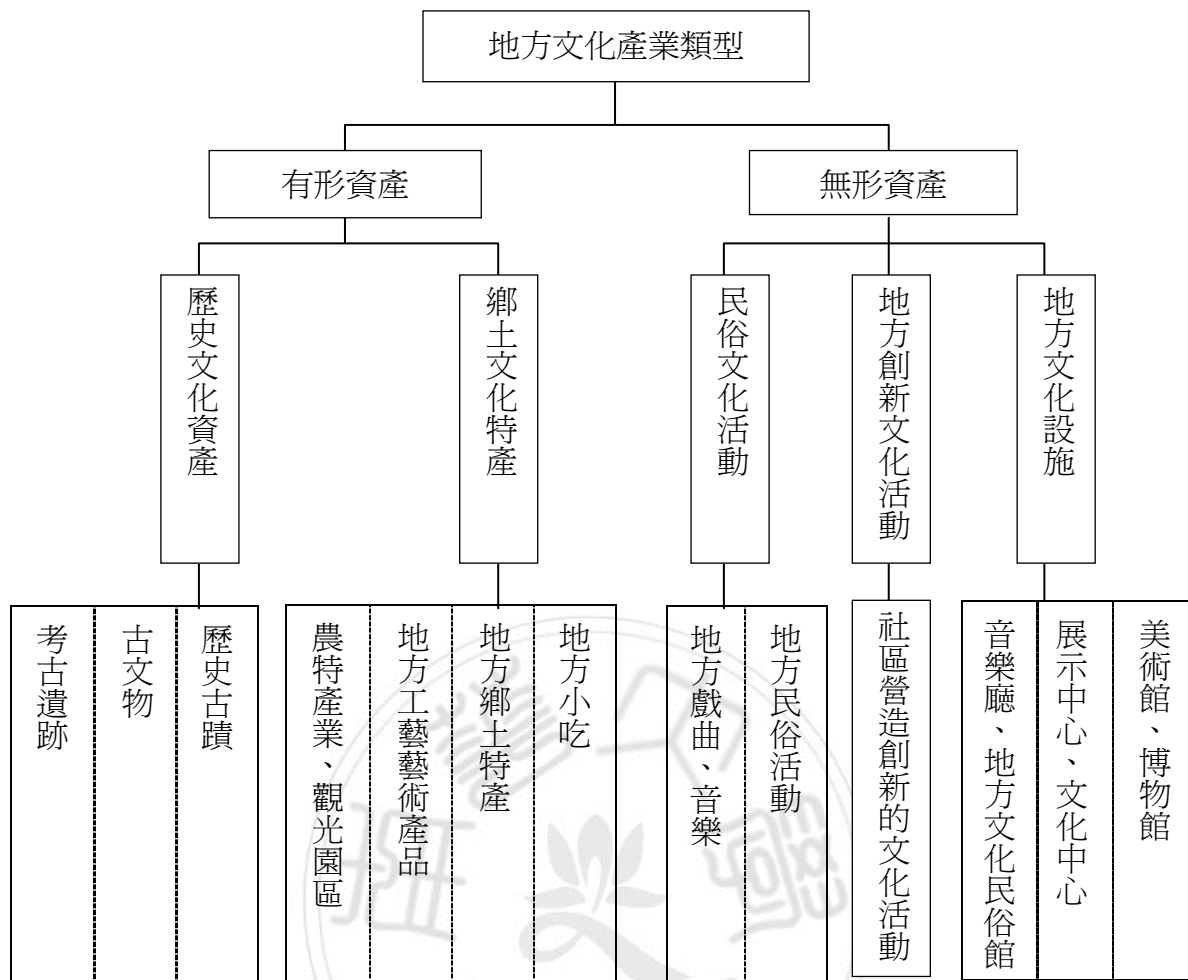 地方文化產業類型
有形資產
無形資產
歷史文化資產
鄉土文化特產
民俗文化活動
地方創新文化活動
地方文化設施
考古遺跡
古文物
歷史古蹟
農特產業、觀光園區
地方工藝藝術產品
地方鄉土特產
地方小吃
地方戲曲、音樂
地方民俗活動
社區營造創新的文化活動
音樂廳、地方文化民俗館
展示中心、文化中心
美術館、博物館